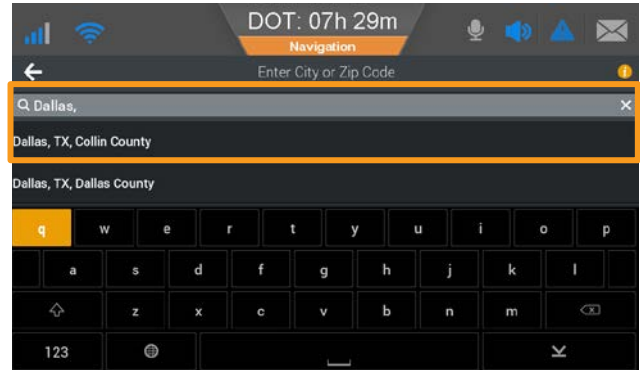 DOT: 07h 29m
Navigation
Enter City or Zip Code
i
Dallas,
Dallas, TX, Collin County
Dallas, TX, Dallas County
q w e r t y u i o p
a s d f g h j k l
z x c v b n m
123